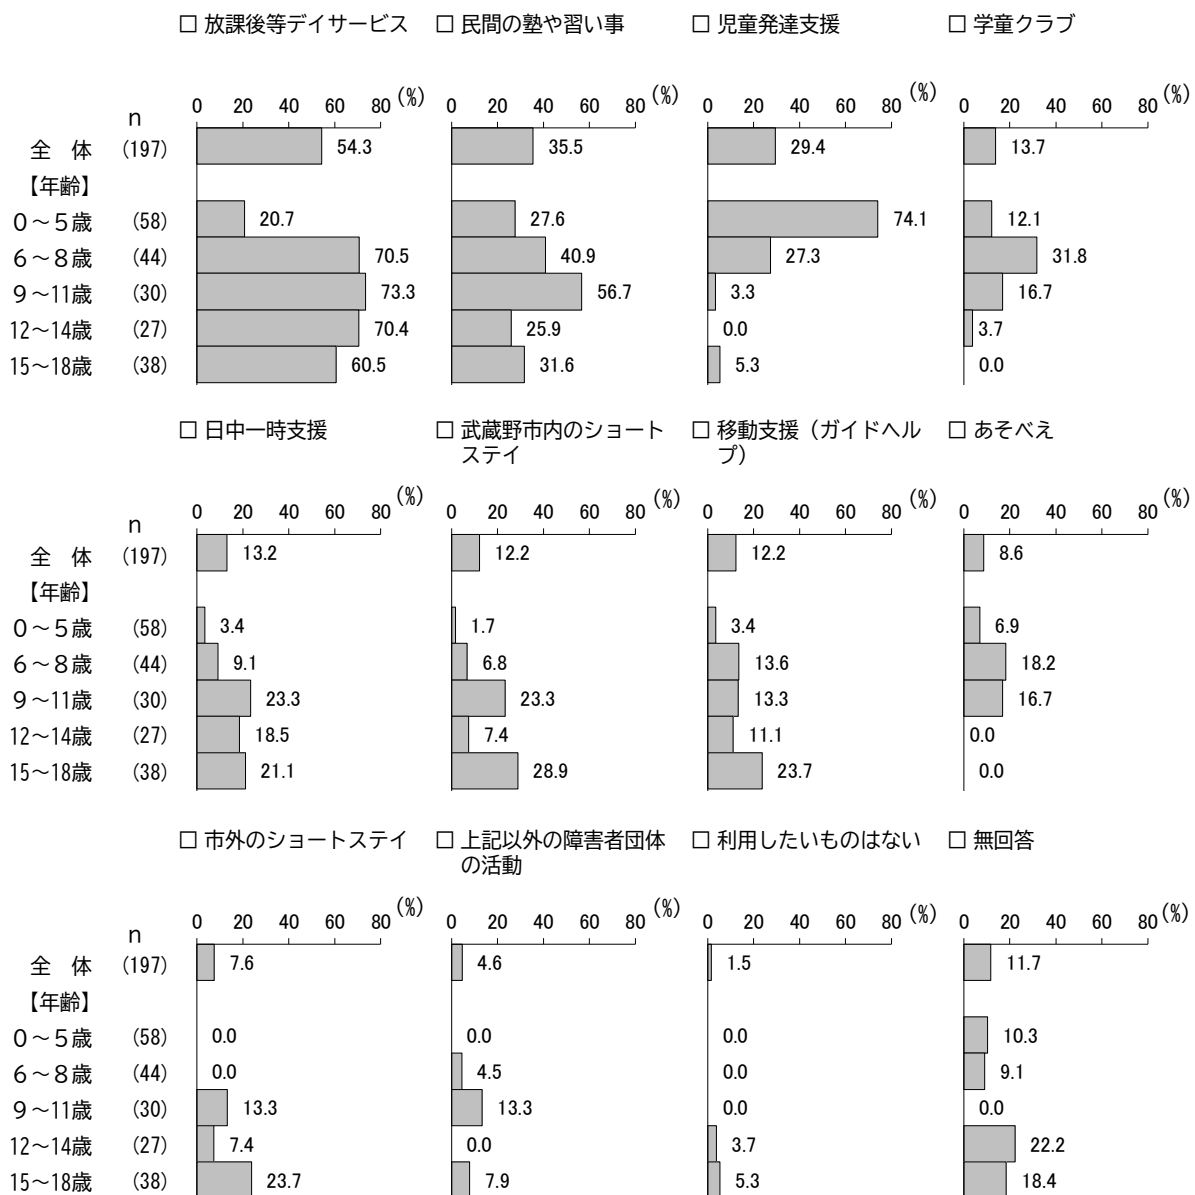 □ 放課後等デイサービス □ 民間の塾や習い事 □ 児童発達支援 □ 学童クラブ
0 20 40 60 80 (%) 0 20 40 60 80 (%) 0 20 40 60 80 (%) 0 20 40 60 80 (%)
n
全 体 (197) 54.3 35.5 29.4 13.7
【年齢】
0～5歳 (58) 20.7 27.6 74.1 12.1
6～8歳 (44) 70.5 40.9 27.3 31.8
9～11歳 (30) 73.3 56.7 3.3 16.7
12～14歳 (27) 70.4 25.9 0.0 3.7
15～18歳 (38) 60.5 31.6 5.3 0.0
□ 日中一時支援 □ 武蔵野市内のショート □ 移動支援（ガイドヘル □ あそべえ
ステイ プ）
0 20 40 60 80 (%) 0 20 40 60 80 (%) 0 20 40 60 80 (%) 0 20 40 60 80 (%)
n
全 体 (197) 13.2 12.2 12.2 8.6
【年齢】
0～5歳 (58) 3.4 1.7 3.4 6.9
6～8歳 (44) 9.1 6.8 13.6 18.2
9～11歳 (30) 23.3 23.3 13.3 16.7
12～14歳 (27) 18.5 7.4 11.1 0.0
15～18歳 (38) 21.1 28.9 23.7 0.0
□ 市外のショートステイ □ 上記以外の障害者団体 □ 利用したいものはない □ 無回答
の活動
0 20 40 60 80 (%) 0 20 40 60 80 (%) 0 20 40 60 80 (%) 0 20 40 60 80 (%)
n
全 体 (197) 7.6 4.6 1.5 11.7
【年齢】
0～5歳 (58) 0.0 0.0 0.0 10.3
6～8歳 (44) 0.0 4.5 0.0 9.1
9～11歳 (30) 13.3 13.3 0.0 0.0
12～14歳 (27) 7.4 0.0 3.7 22.2
15～18歳 (38) 23.7 7.9 5.3 18.4